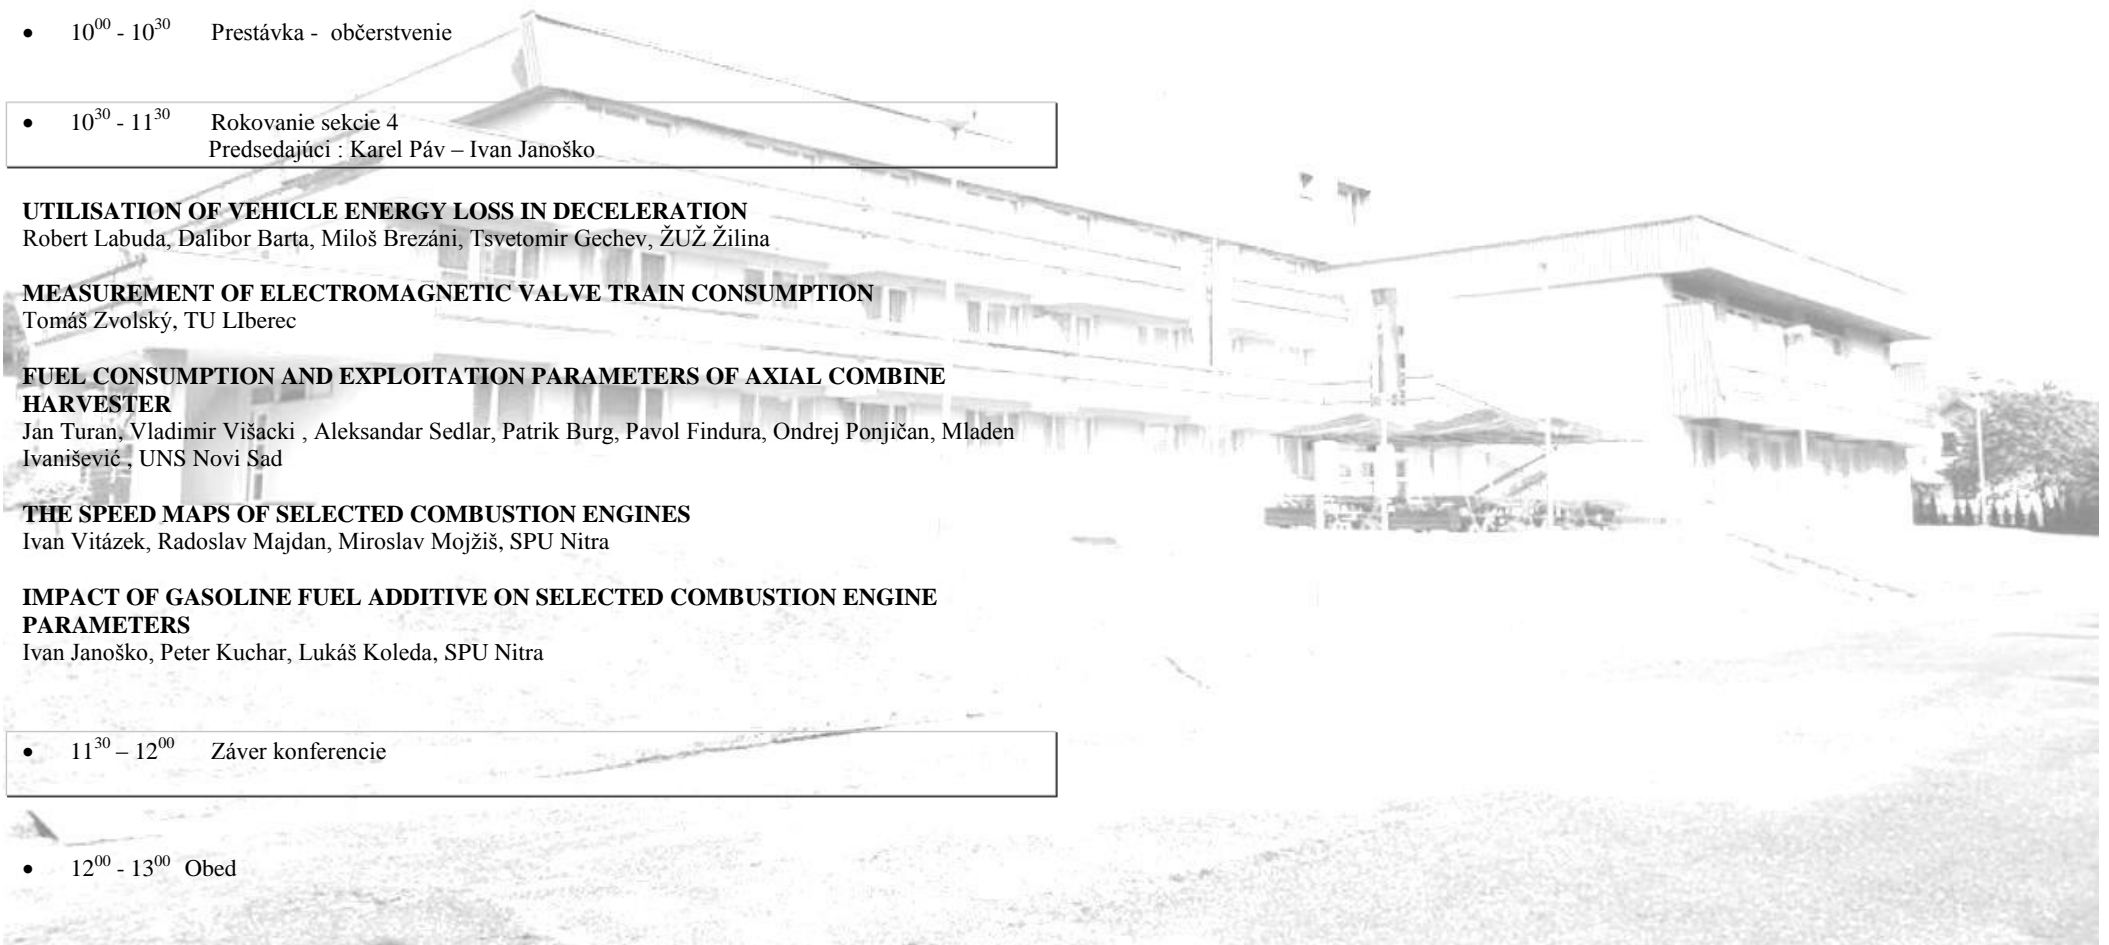 • 10⁰⁰ - 10³⁰ Prestávka - občerstvenie
• 10³⁰ - 11³⁰ Rokovanie sekcie 4
Predsedajúci : Karel Páv – Ivan Janoško
UTILISATION OF VEHICLE ENERGY LOSS IN DECELERATION
Robert Labuda, Dalibor Barta, Miloš Brezáni, Tsvetomir Gechev, ŽUŽ Žilina
MEASUREMENT OF ELECTROMAGNETIC VALVE TRAIN CONSUMPTION
Tomáš Zvolský, TU LIberec
FUEL CONSUMPTION AND EXPLOITATION PARAMETERS OF AXIAL COMBINE
HARVESTER
Jan Turan, Vladimir Višacki , Aleksandar Sedlar, Patrik Burg, Pavol Findura, Ondrej Ponjičan, Mladen
Ivanišević , UNS Novi Sad
THE SPEED MAPS OF SELECTED COMBUSTION ENGINES
Ivan Vitázek, Radoslav Majdan, Miroslav Mojžiš, SPU Nitra
IMPACT OF GASOLINE FUEL ADDITIVE ON SELECTED COMBUSTION ENGINE
PARAMETERS
Ivan Janoško, Peter Kuchar, Lukáš Koleda, SPU Nitra
• 11³⁰ – 12⁰⁰ Záver konferencie
• 12⁰⁰ - 13⁰⁰ Obed